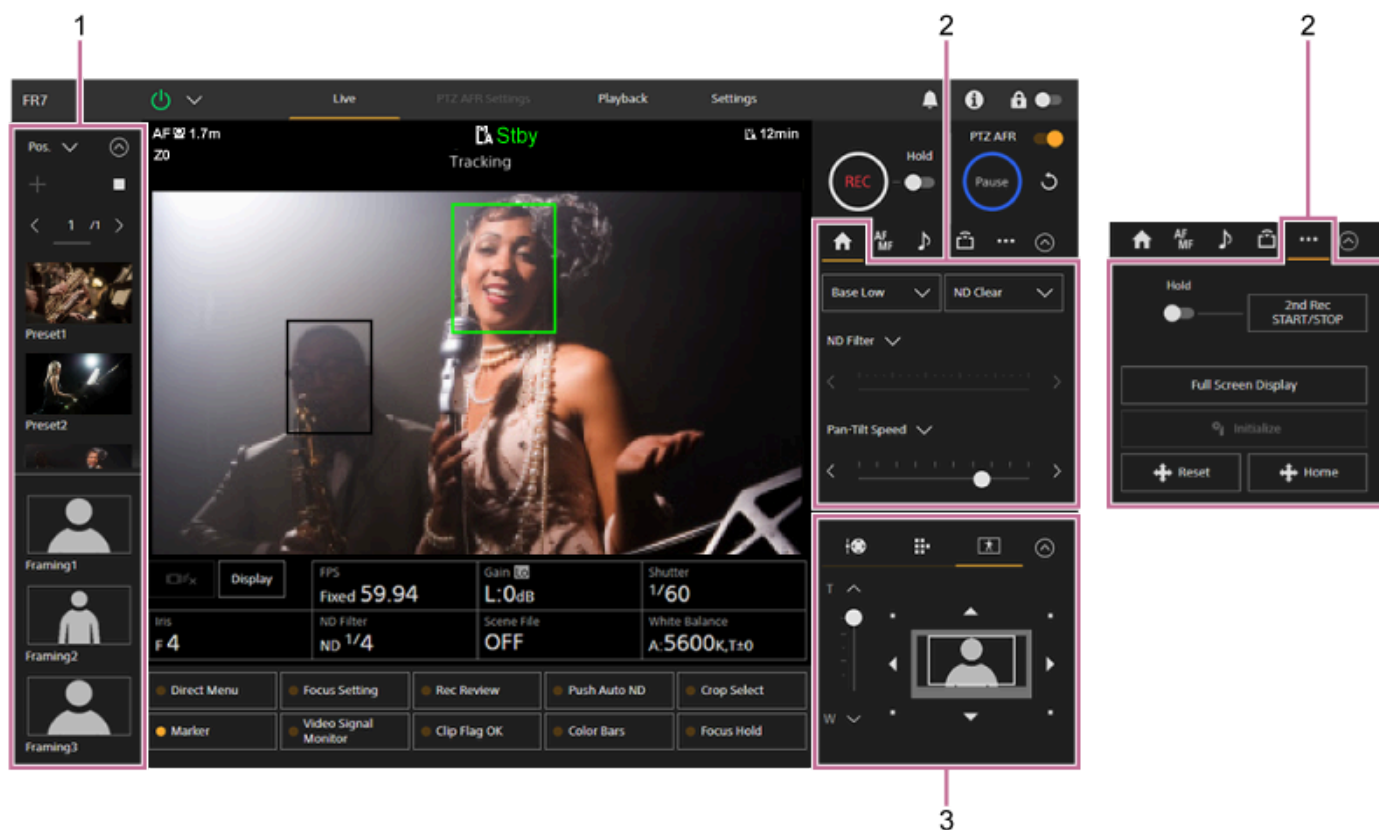 1
2
2
FR7
Live
PTZ AFR Settings
Playback
Settings
Pos.
1 /1
Preset1
Preset2
Framing1
Framing2
Framing3
AF 1.7m
Stby
A 12min
Z0
Tracking
REC
Hold
PTZ AFR
Pause
AF
MF
Base Low
ND Clear
ND Filter
Pan-Tilt Speed
T
W
Display
FPS
Fixed 59.94
Gain Lo
L:0dB
Shutter
1/60
Iris
F 4
ND Filter
ND 1/4
Scene File
OFF
White Balance
A:5600K,T±0
Direct Menu
Focus Setting
Rec Review
Push Auto ND
Crop Select
Marker
Video Signal
Monitor
Clip Flag OK
Color Bars
Focus Hold
AF
MF
Hold
2nd Rec
START/STOP
Full Screen Display
Initialize
Reset
Home
3